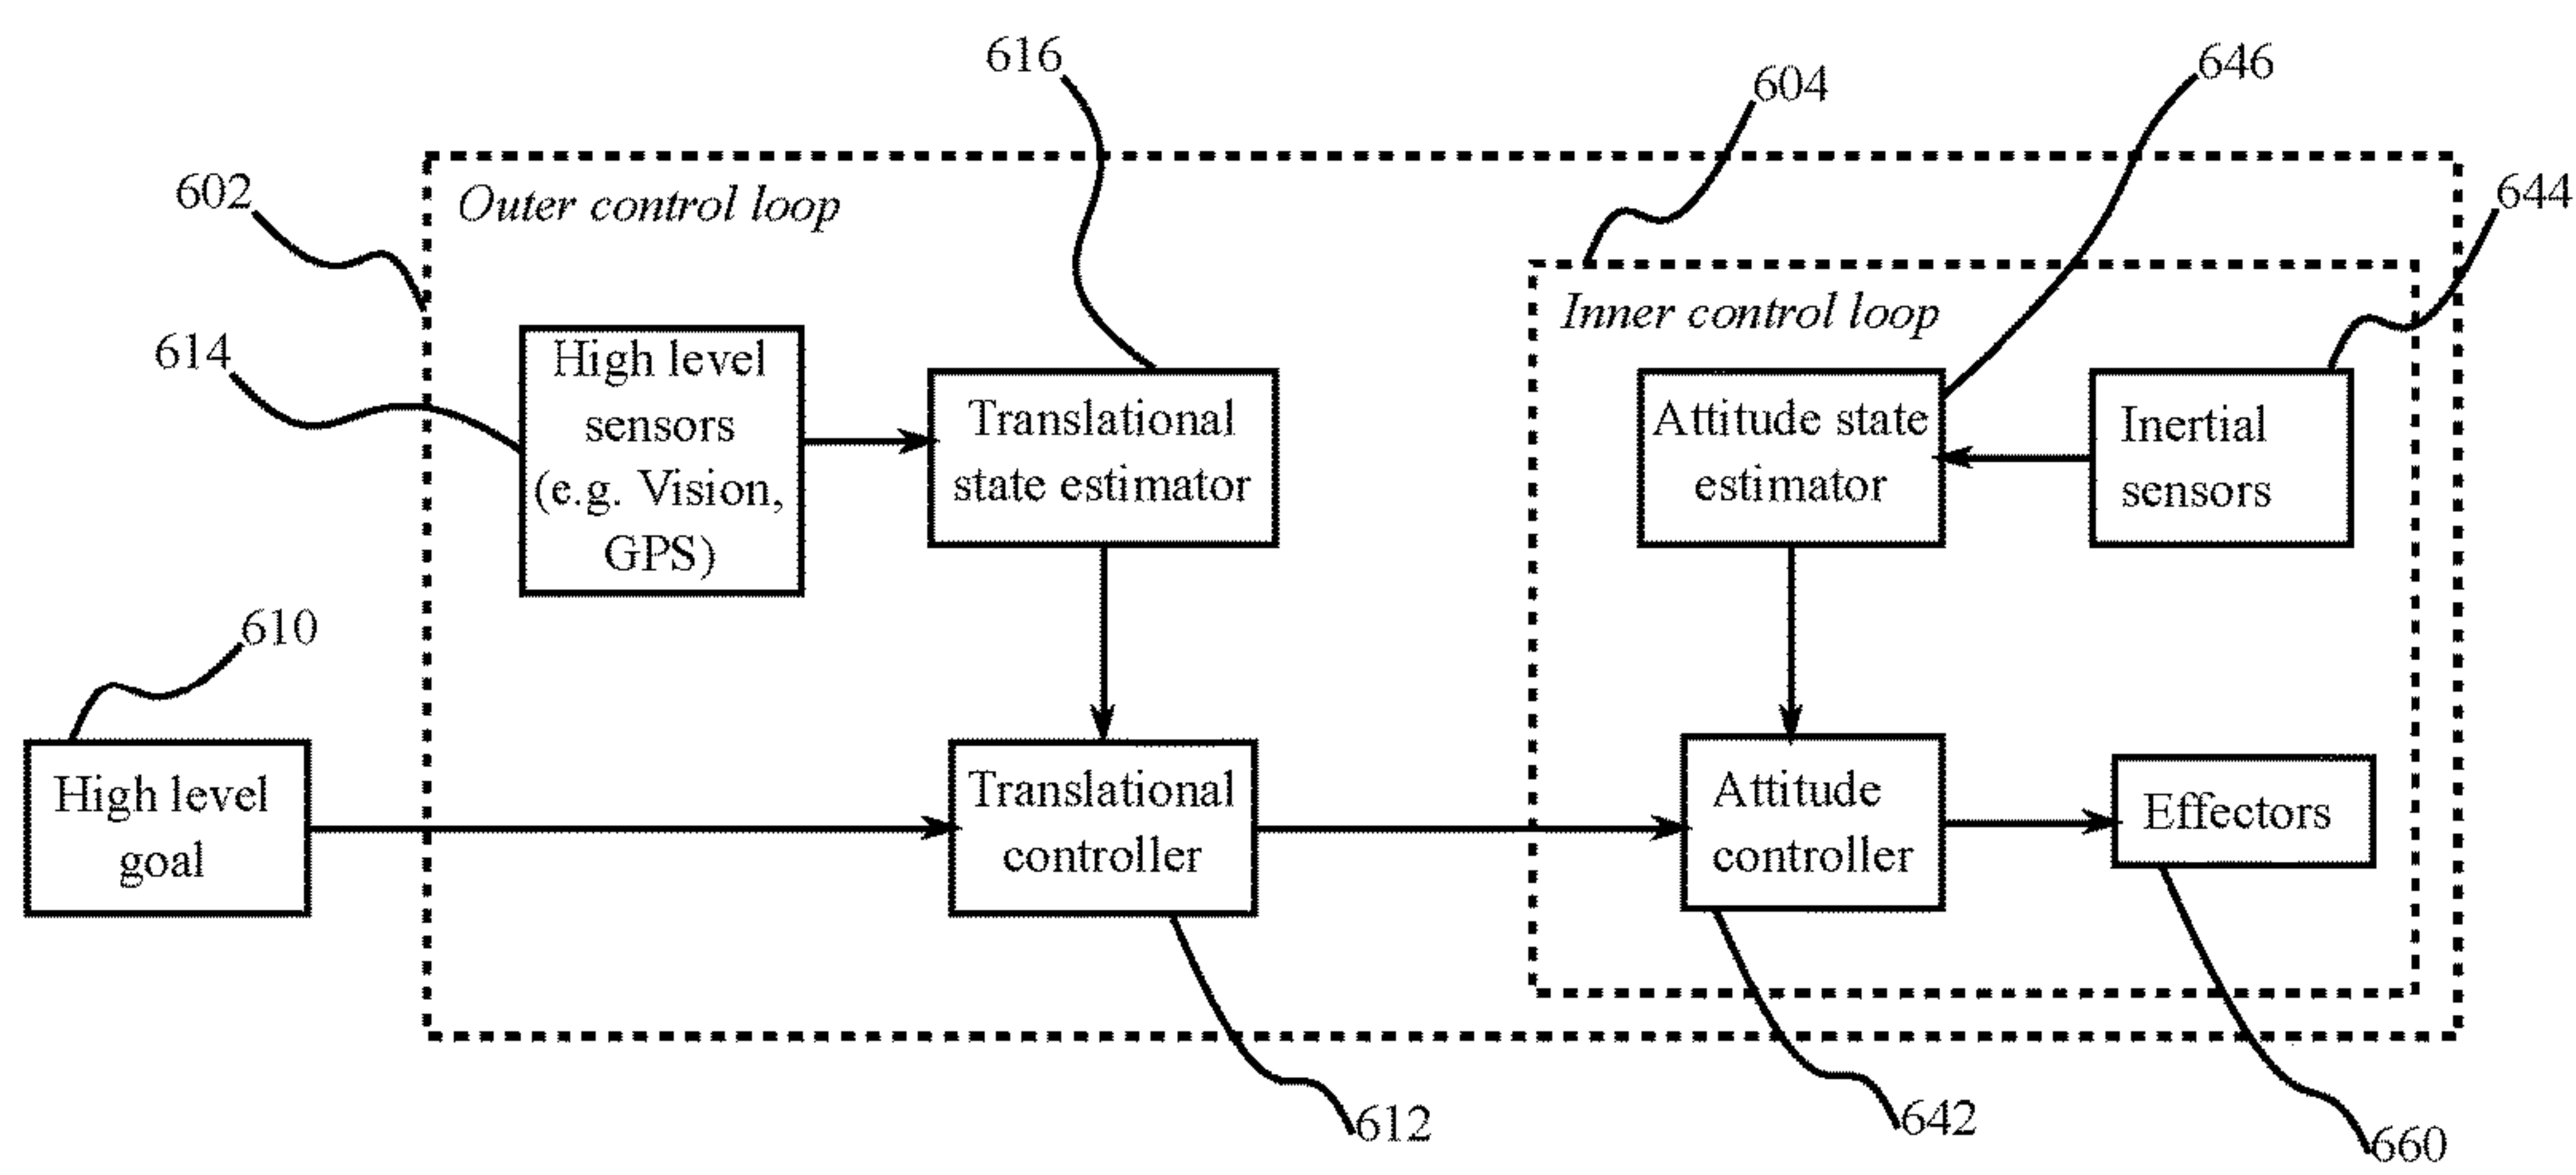 616
646
604
644
602
Outer control loop
Inner control loop
614
High level
sensors
(e.g. Vision,
GPS)
Translational
state estimator
Attitude state
estimator
Inertial
sensors
610
High level
goal
Translational
controller
Attitude
controller
Effectors
612
642
660